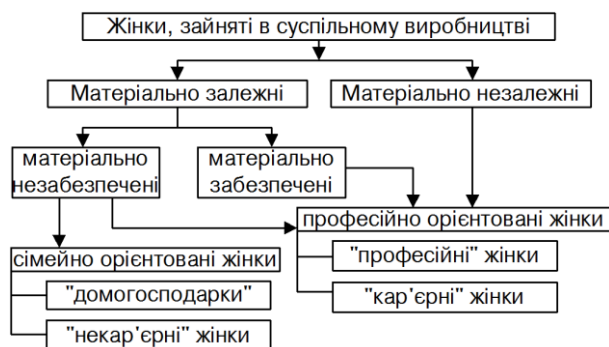 Жінки, зайняті в суспільному виробництві
Матеріально залежні
Матеріально незалежні
матеріально
незабезпечені
матеріально
забезпечені
професійно орієнтовані жінки
"професійні" жінки
"кар'єрні" жінки
сімейно орієнтовані жінки
"домогосподарки"
"некар'єрні" жінки